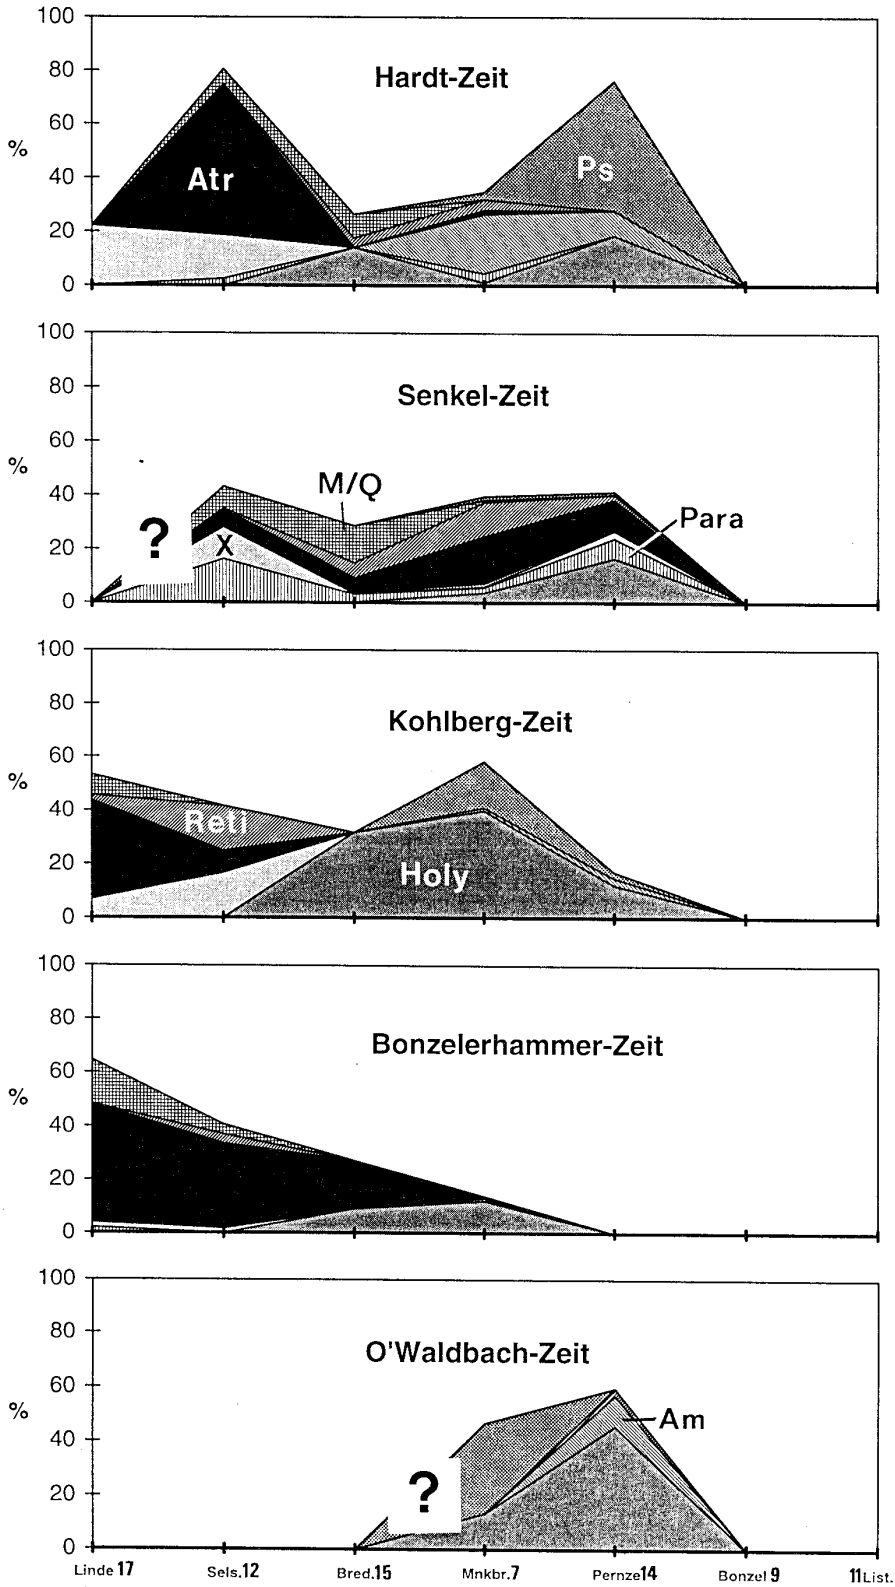 100
80
60
%
40
20
0
Hardt-Zeit
Atr
Ps
100
80
60
%
40
20
0
Senkel-Zeit
M/Q
?
X
Para
100
80
60
%
40
20
0
Kohlberg-Zeit
Reti
Holy
100
80
60
%
40
20
0
Bonzelerhammer-Zeit
100
80
60
%
40
20
0
O'Waldbach-Zeit
Am
?
Linde 17 Sels.12 Bred.15 Mnkbr.7 Pernze14 Bonzel 9 11List.